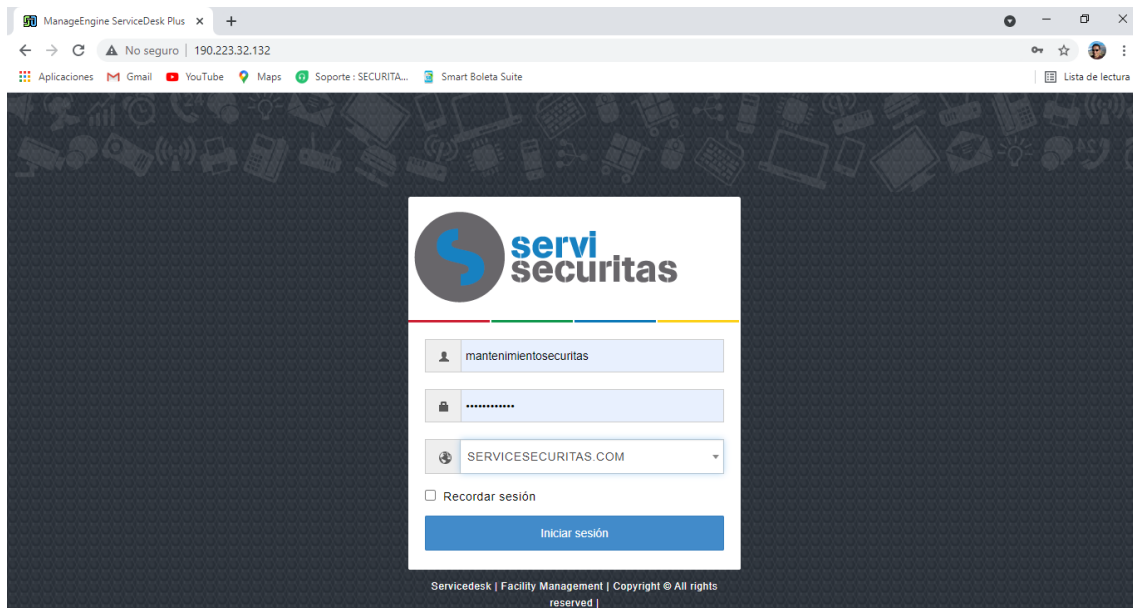 ManageEngine ServiceDesk Plus
No seguro | 190.223.32.132
Aplicaciones Gmail YouTube Maps Soporte : SECURITA... Smart Boleta Suite Lista de lectura
servi
securitas
mantenimientosecuritas
••••••••••••
SERVICESECURITAS.COM
Recordar sesión
Iniciar sesión
Servicedesk | Facility Management | Copyright © All rights
reserved |